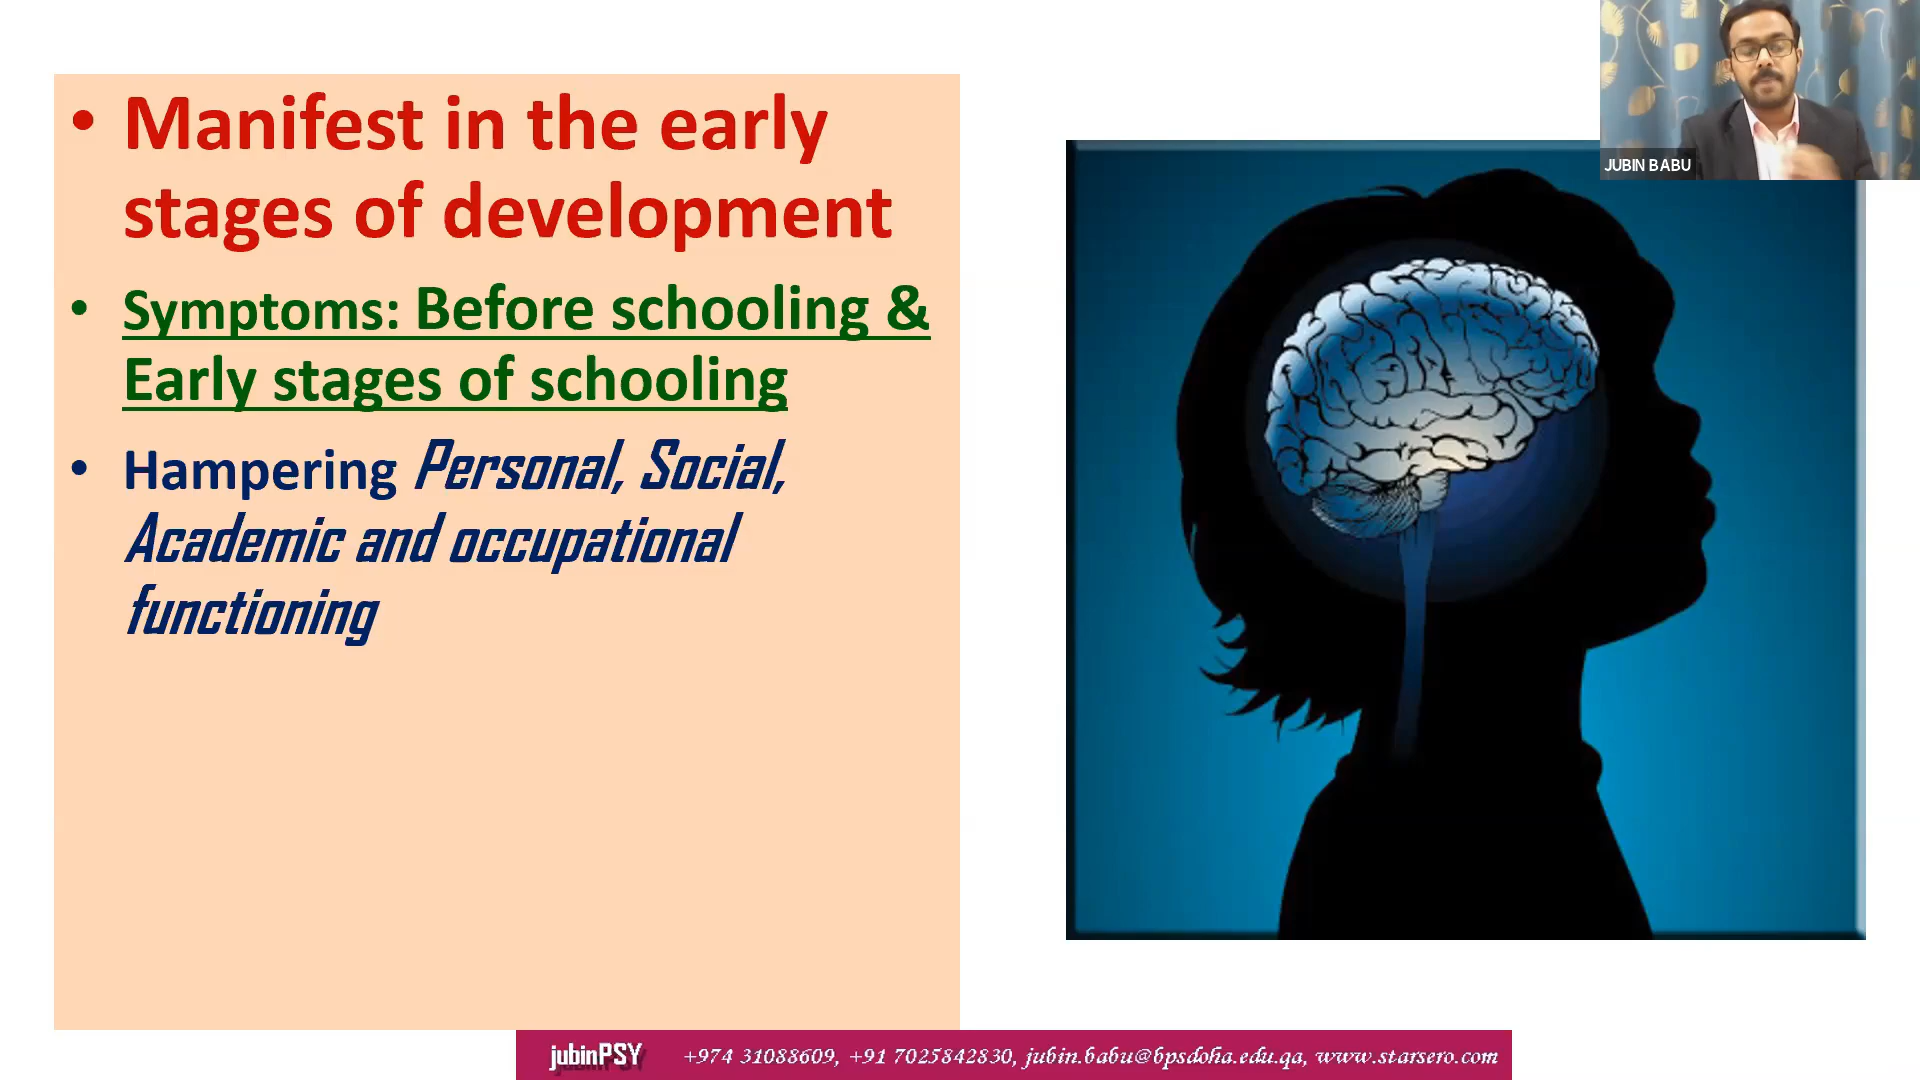 • Manifest in the early
stages of development
• Symptoms: Before schooling &
Early stages of schooling
• Hampering Personal, Social,
Academic and occupational
functioning
JUBIN BABU
jubinPSY +974 31088609, +91 7025842830, jubin.babu@bpsdoha.edu.qa, www.starsero.com